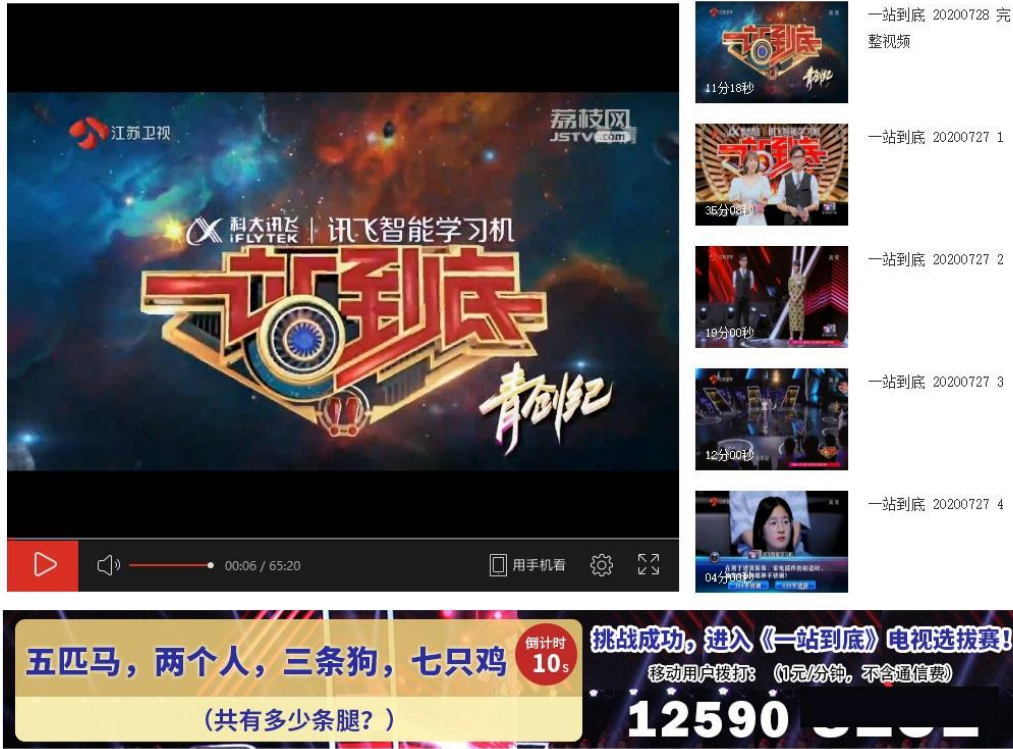 江苏卫视
荔枝网
JSTV.com
科大讯飞
iFLYTEK
讯飞智能学习机
一站到底
青创纪
00:06 / 65:20
用手机看
11分18秒
一站到底 20200728 完
整视频
35分08秒
一站到底 20200727 1
19分00秒
一站到底 20200727 2
12分00秒
一站到底 20200727 3
04分00秒
一站到底 20200727 4
五匹马，两个人，三条狗，七只鸡
（共有多少条腿？）
倒计时
10s
挑战成功，进入《一站到底》电视选拔赛！
移动用户拨打：（1元/分钟，不含通信费）
12590